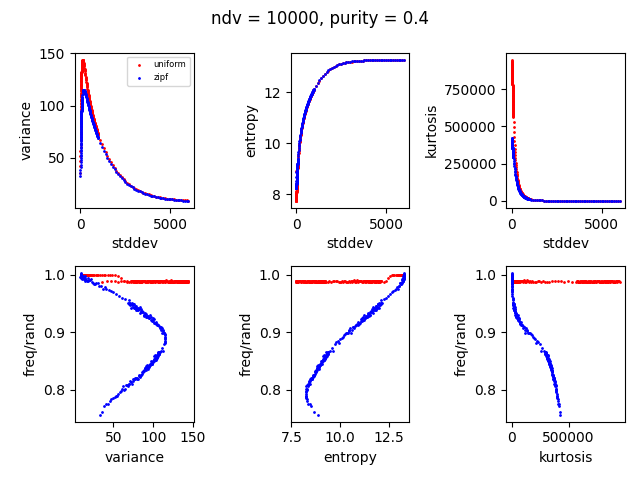 ndv = 10000, purity = 0.4
150
100
50
variance
uniform
zipf
0
5000
stddev
12
10
8
entropy
0
5000
stddev
750000
500000
250000
0
kurtosis
0
5000
stddev
1.0
0.9
0.8
freq/rand
50
100
150
variance
1.0
0.9
0.8
freq/rand
7.5
10.0
12.5
entropy
1.0
0.9
0.8
freq/rand
0
500000
kurtosis